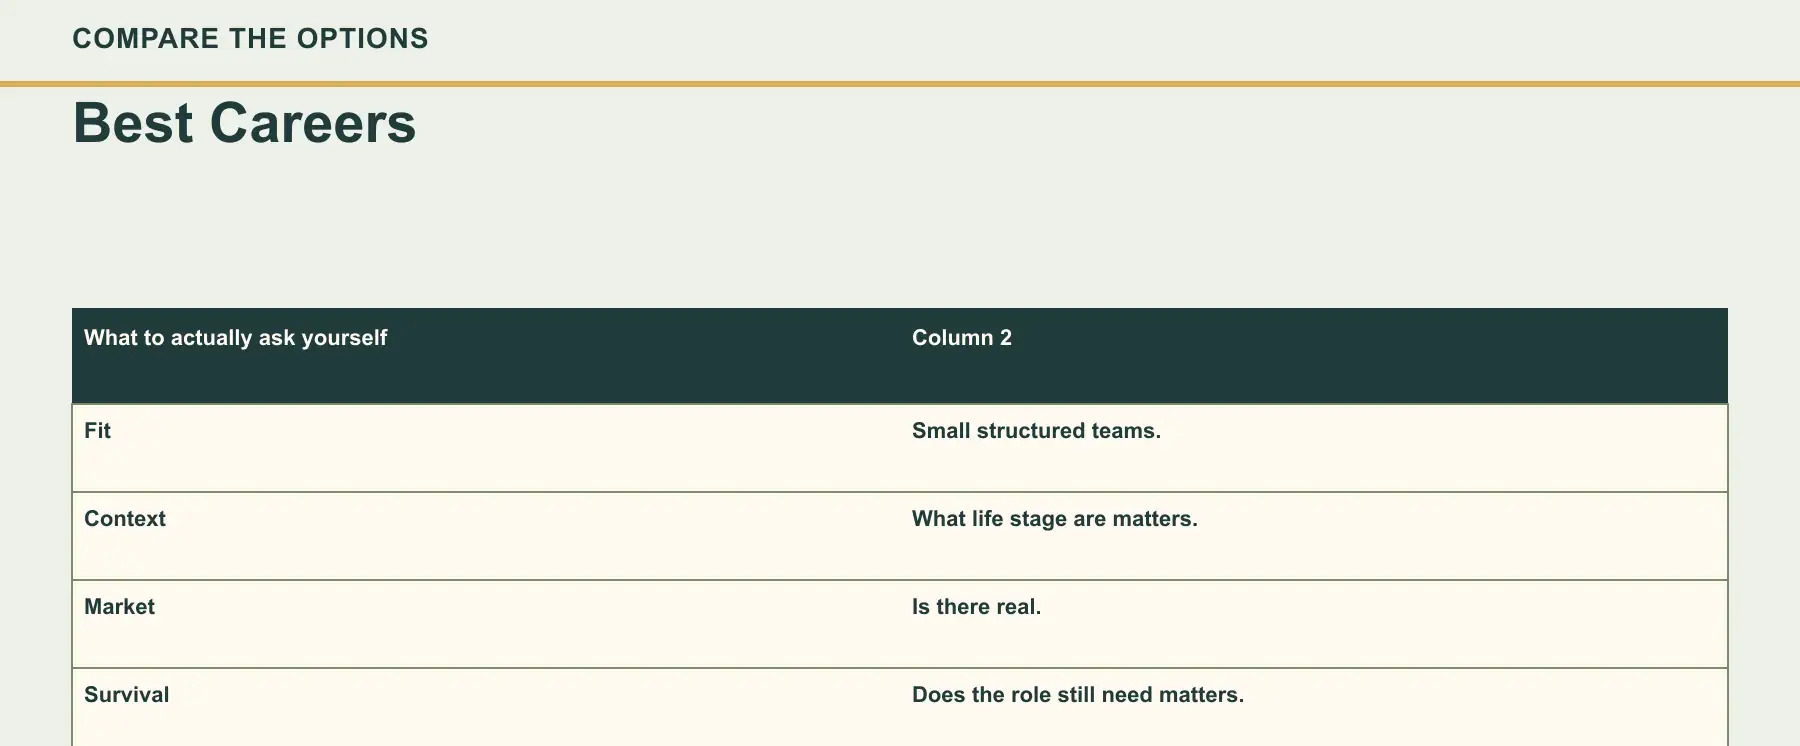 COMPARE THE OPTIONS
Best Careers
What to actually ask yourself Column 2
Fit Small structured teams.
Context What life stage are matters.
Market Is there real.
Survival Does the role still need matters.